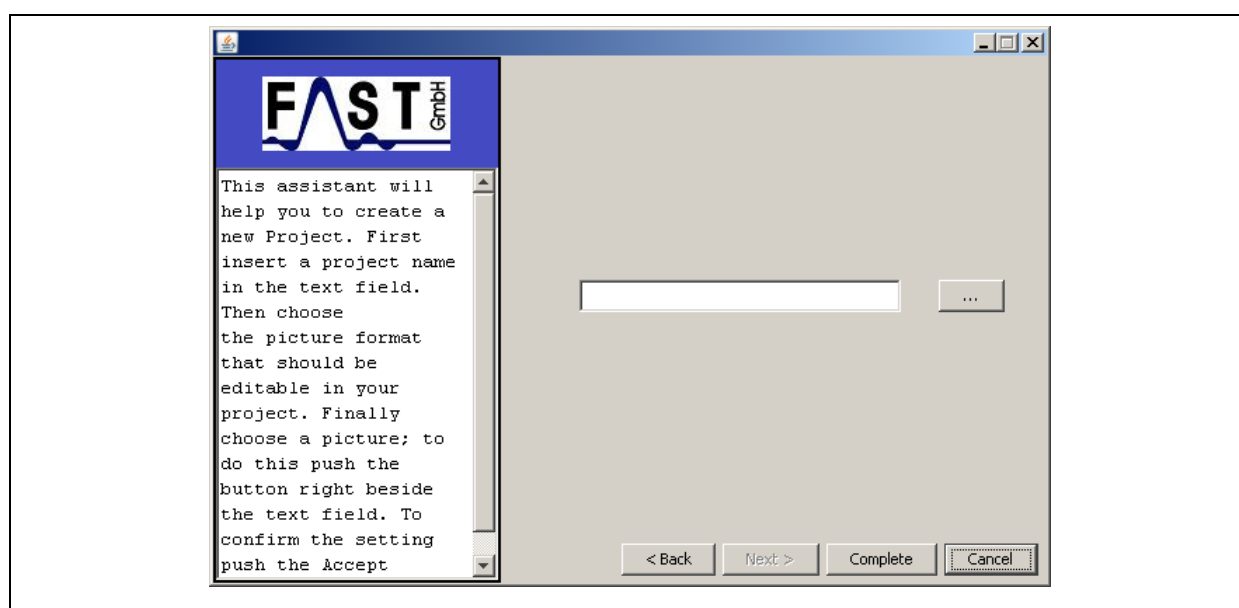 FAST GmbH
This assistant will
help you to create a
new Project. First
insert a project name
in the text field.
Then choose
the picture format
that should be
editable in your
project. Finally
choose a picture; to
do this push the
button right beside
the text field. To
confirm the setting
push the Accept
...
< Back Next > Complete Cancel